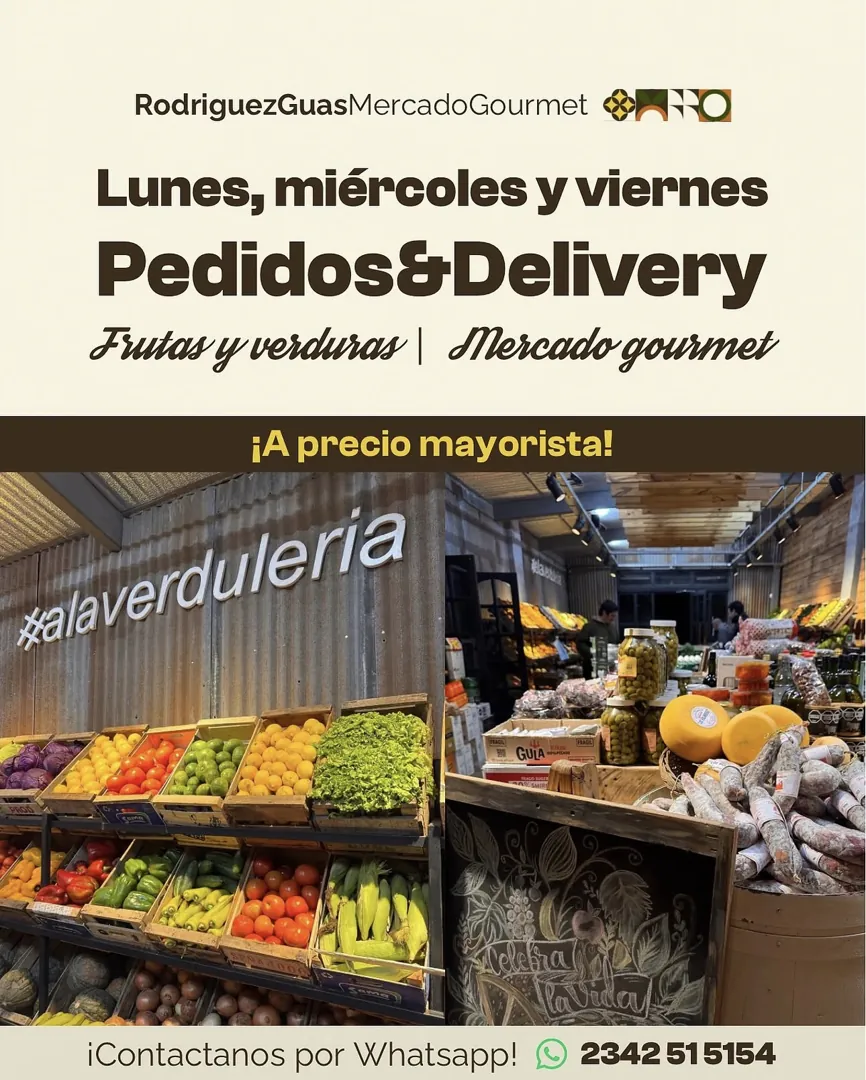 RodriguezGuasMercadoGourmet
Lunes, miércoles y viernes
Pedidos&Delivery
Frutas y verduras | Mercado gourmet
¡A precio mayorista!
#alaverduleria
GULA
Celebra
la Vida
¡Contactanos por Whatsapp! 2342 51 5154